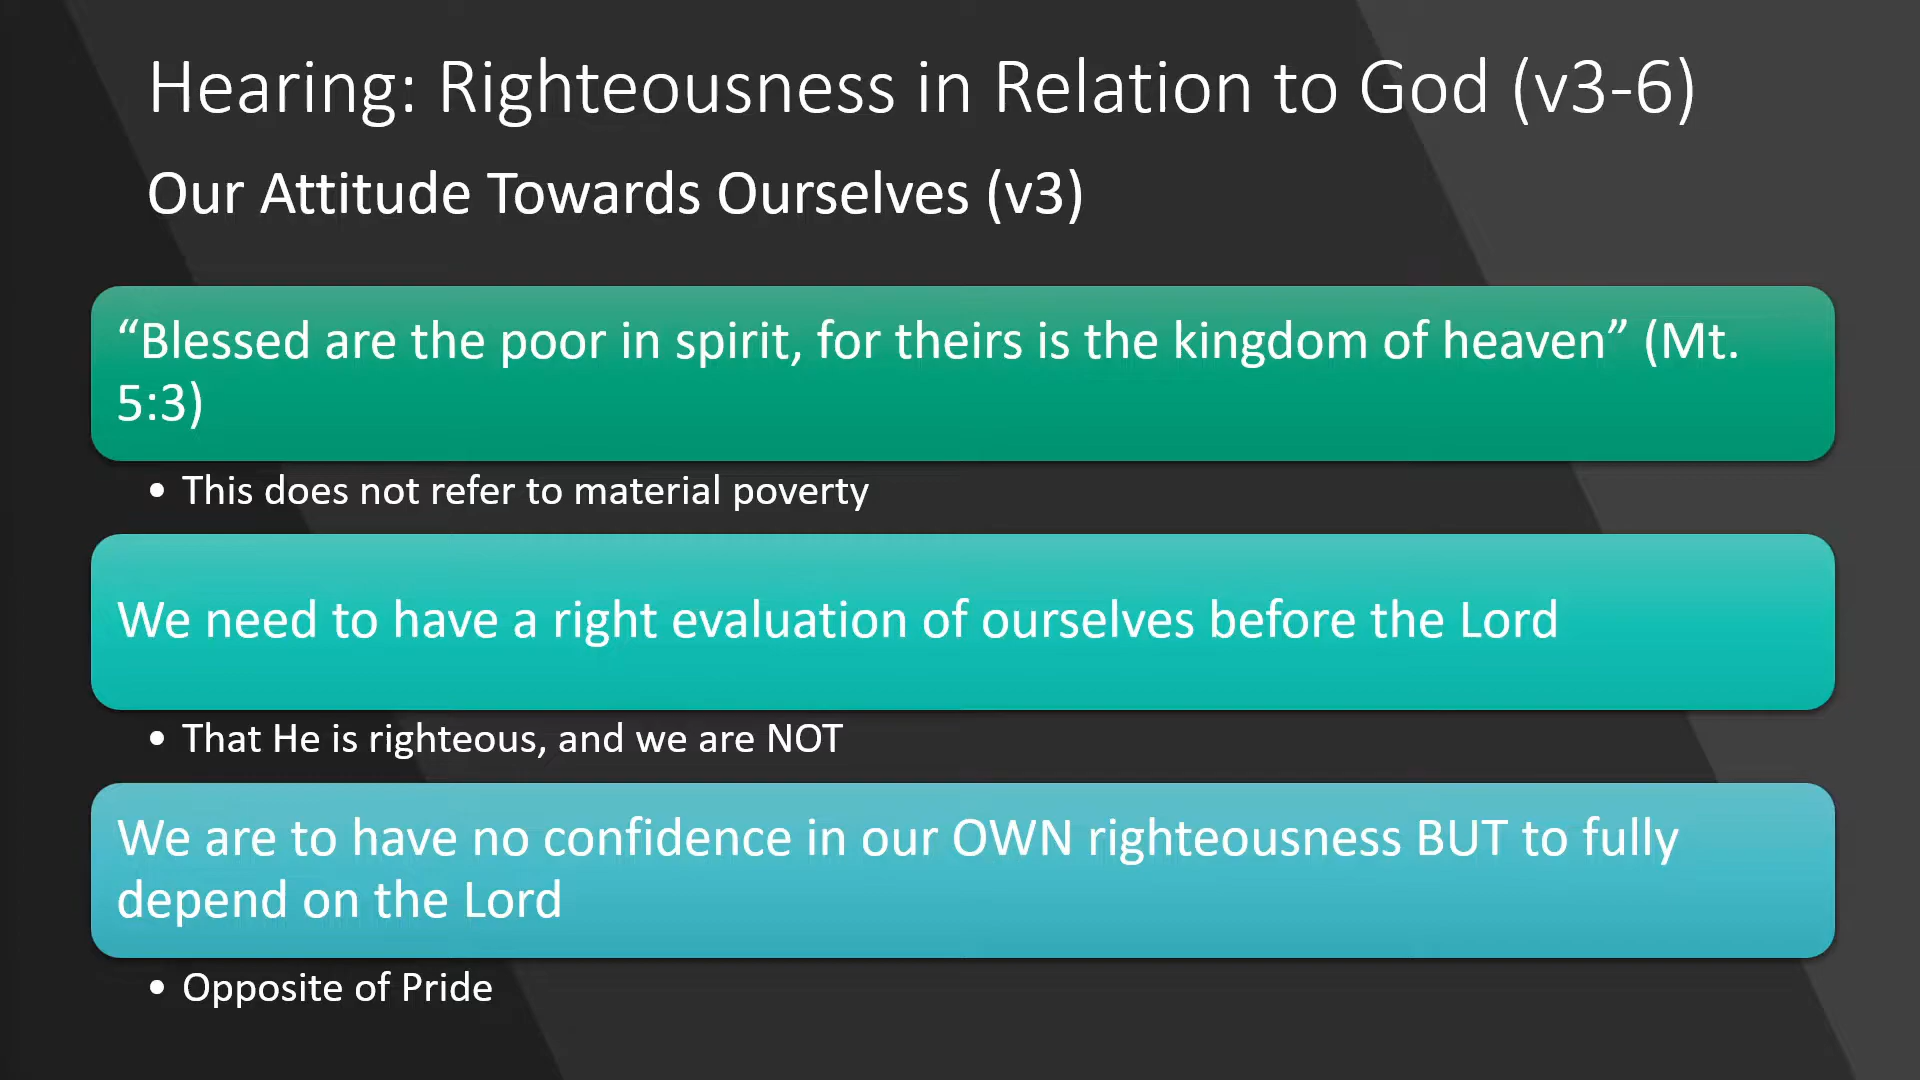 Hearing: Righteousness in Relation to God (v3-6)
Our Attitude Towards Ourselves (v3)
“Blessed are the poor in spirit, for theirs is the kingdom of heaven” (Mt.
5:3)
• This does not refer to material poverty
We need to have a right evaluation of ourselves before the Lord
• That He is righteous, and we are NOT
We are to have no confidence in our OWN righteousness BUT to fully
depend on the Lord
• Opposite of Pride